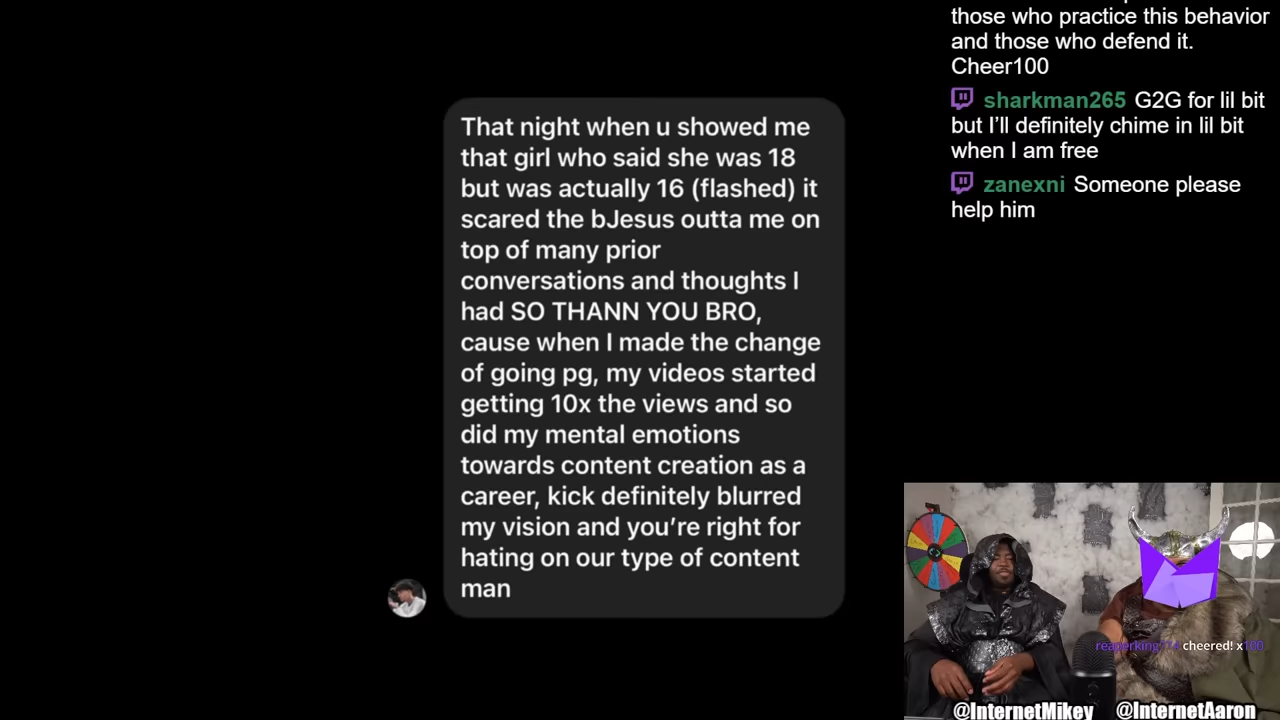 That night when u showed me
that girl who said she was 18
but was actually 16 (flashed) it
scared the bJesus outta me on
top of many prior
conversations and thoughts I
had SO THANN YOU BRO,
cause when I made the change
of going pg, my videos started
getting 10x the views and so
did my mental emotions
towards content creation as a
career, kick definitely blurred
my vision and you’re right for
hating on our type of content
man
those who practice this behavior
and those who defend it.
Cheer100
sharkman265 G2G for lil bit
but I’ll definitely chime in lil bit
when I am free
zanexni Someone please
help him
cheered! x100
@InternetMikey
@InternetAaron